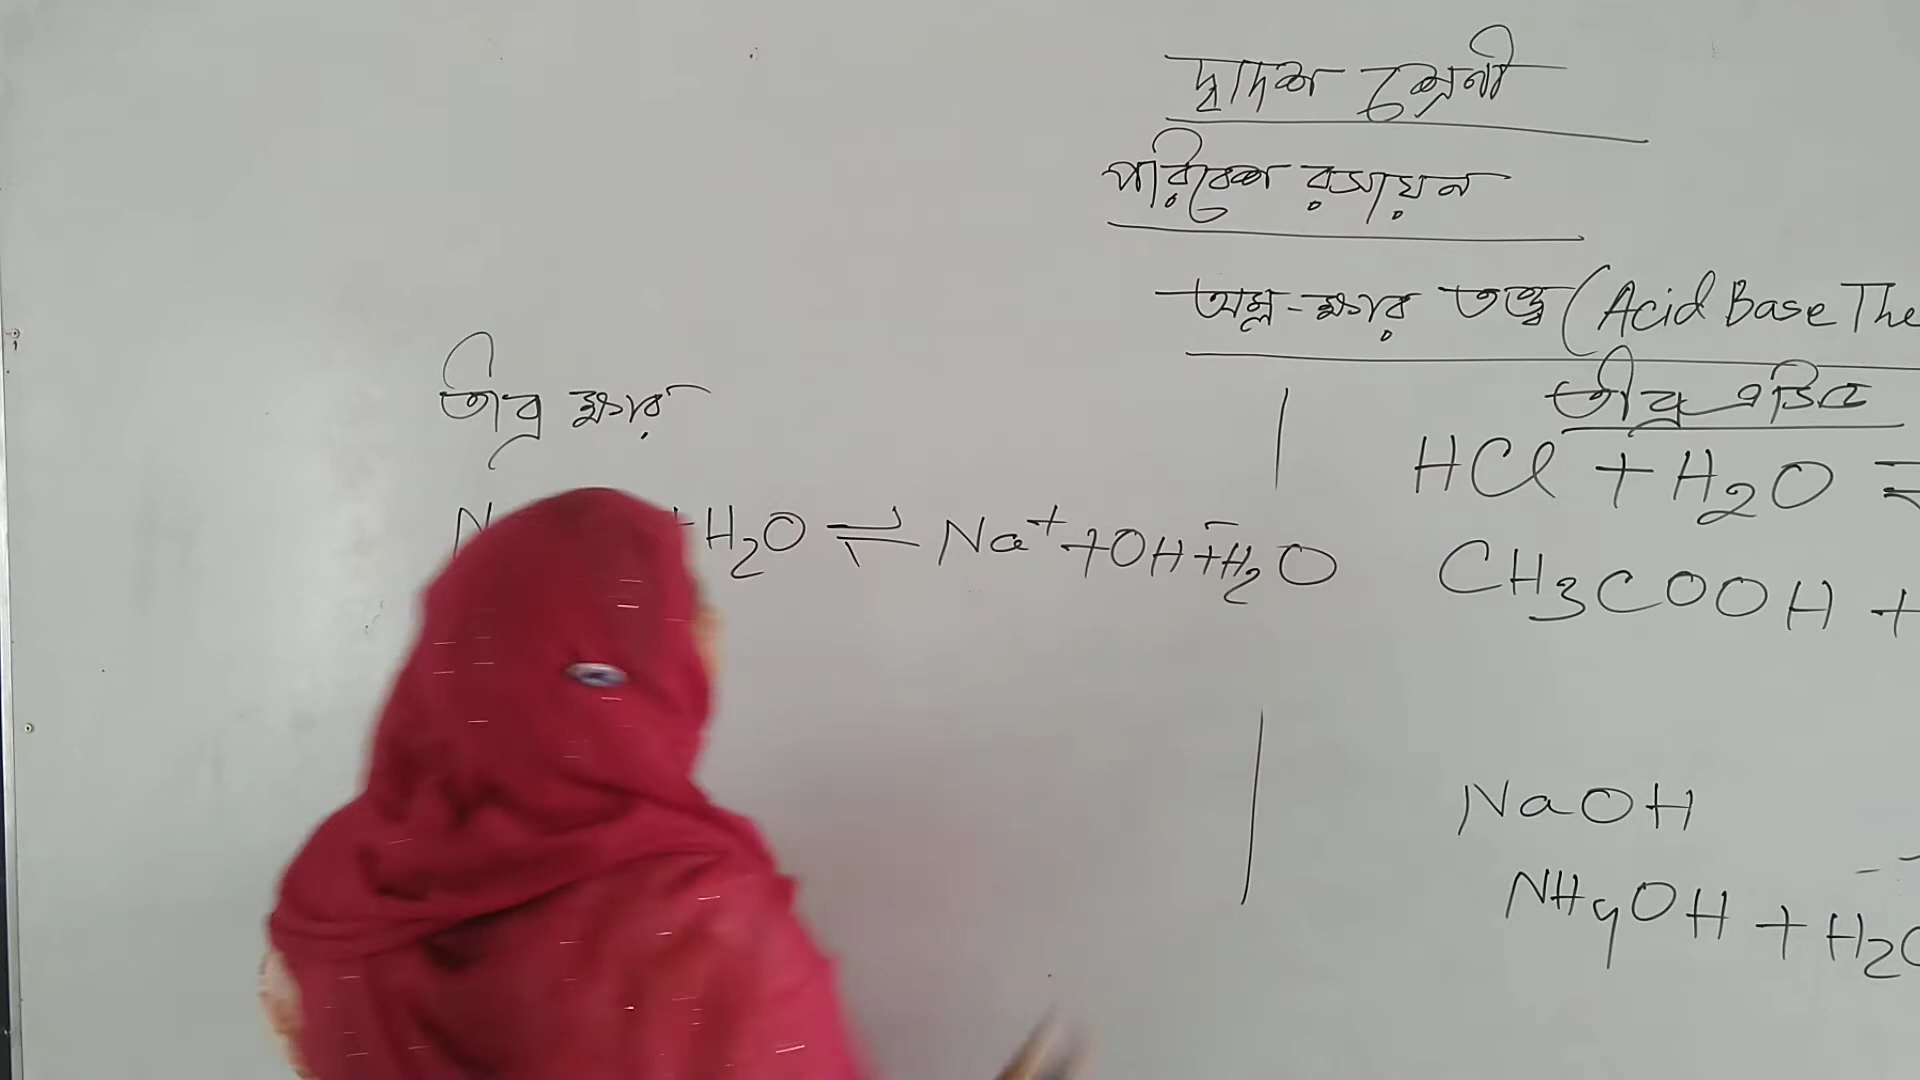 দ্বাদশ শ্রেনী
পরিবেশ রসায়ন
অম্ল-ক্ষার তত্ত্ব (Acid Base The
তীব্র ক্ষার
N +H₂O ⇌ Na⁺+OH⁻+H₂O
তীব্র এসিড
HCl + H₂O
CH₃COOH +
NaOH
NH₄OH + H₂O